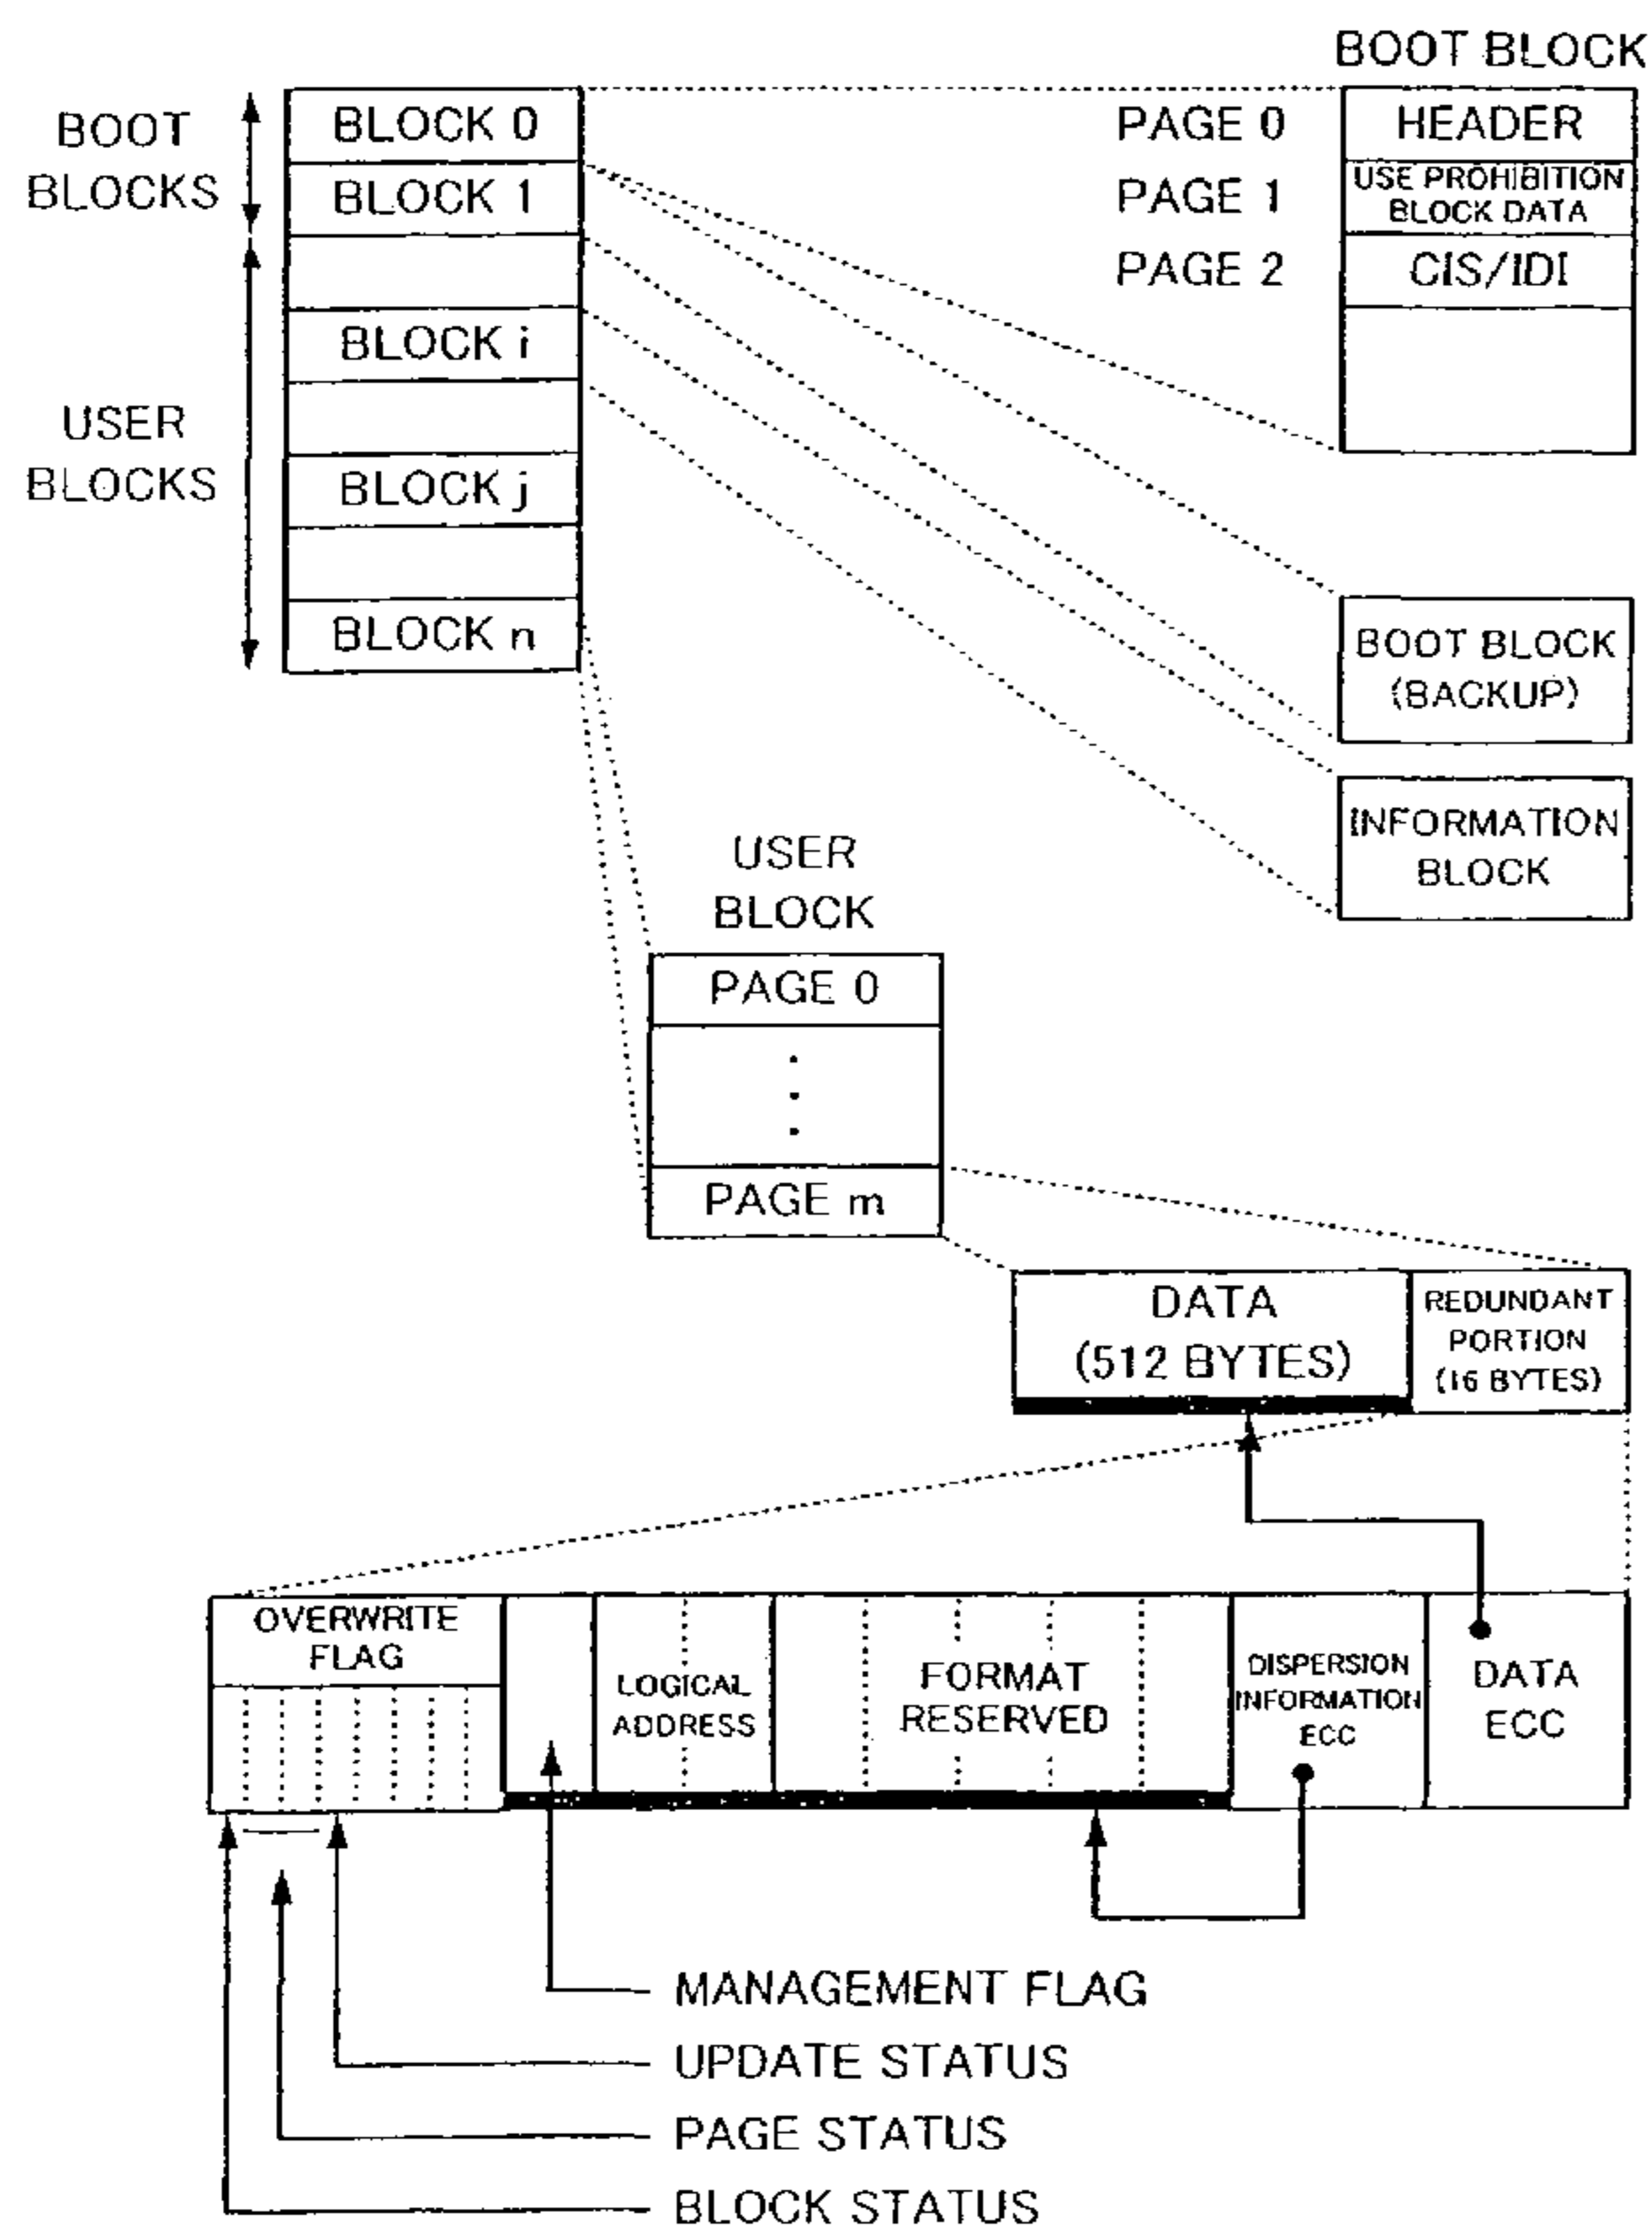 BOOT BLOCK
BOOT
BLOCKS
BLOCK 0
BLOCK 1
BLOCK i
BLOCK j
BLOCK n
USER
BLOCKS
PAGE 0
HEADER
PAGE 1
USE PROHIBITION
BLOCK DATA
PAGE 2
CIS/IDI
BOOT BLOCK
(BACKUP)
INFORMATION
BLOCK
USER
BLOCK
PAGE 0
PAGE m
DATA
(512 BYTES)
REDUNDANT
PORTION
(16 BYTES)
OVERWRITE
FLAG
LOGICAL
ADDRESS
FORMAT
RESERVED
DISPERSION
INFORMATION
ECC
DATA
ECC
MANAGEMENT FLAG
UPDATE STATUS
PAGE STATUS
BLOCK STATUS